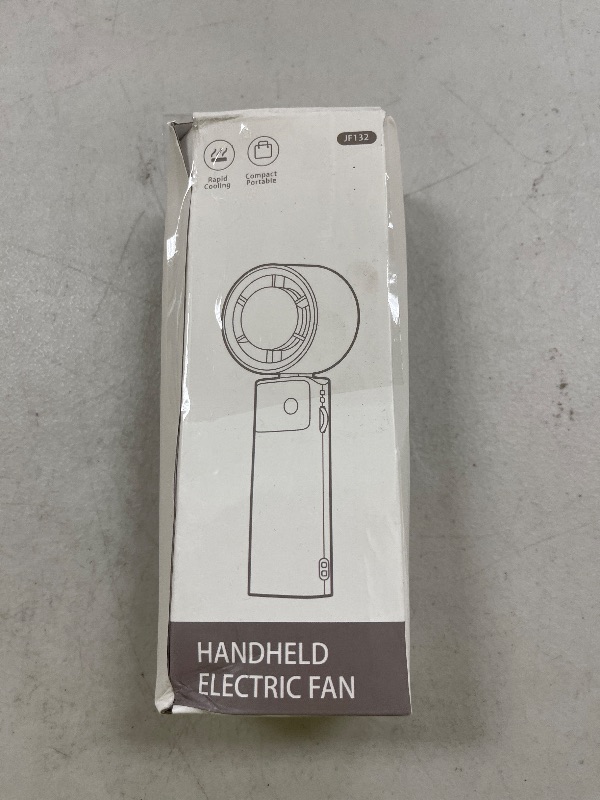 Rapid
Cooling
Compact
Portable
JF132
HANDHELD
ELECTRIC FAN